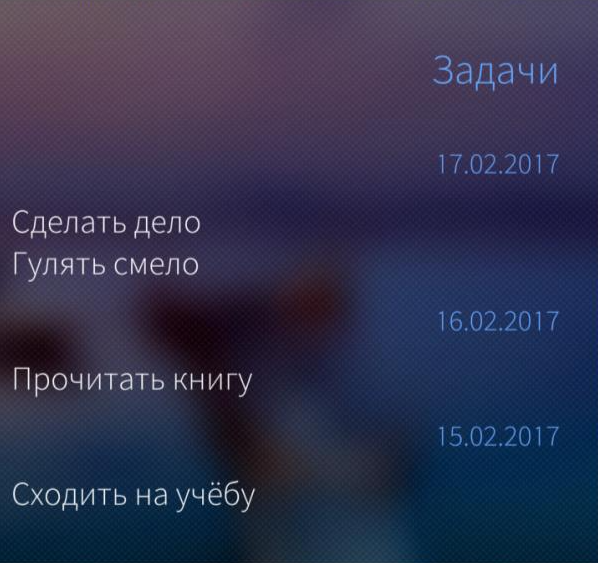 Задачи
17.02.2017
Сделать дело
Гулять смело
16.02.2017
Прочитать книгу
15.02.2017
Сходить на учёбу